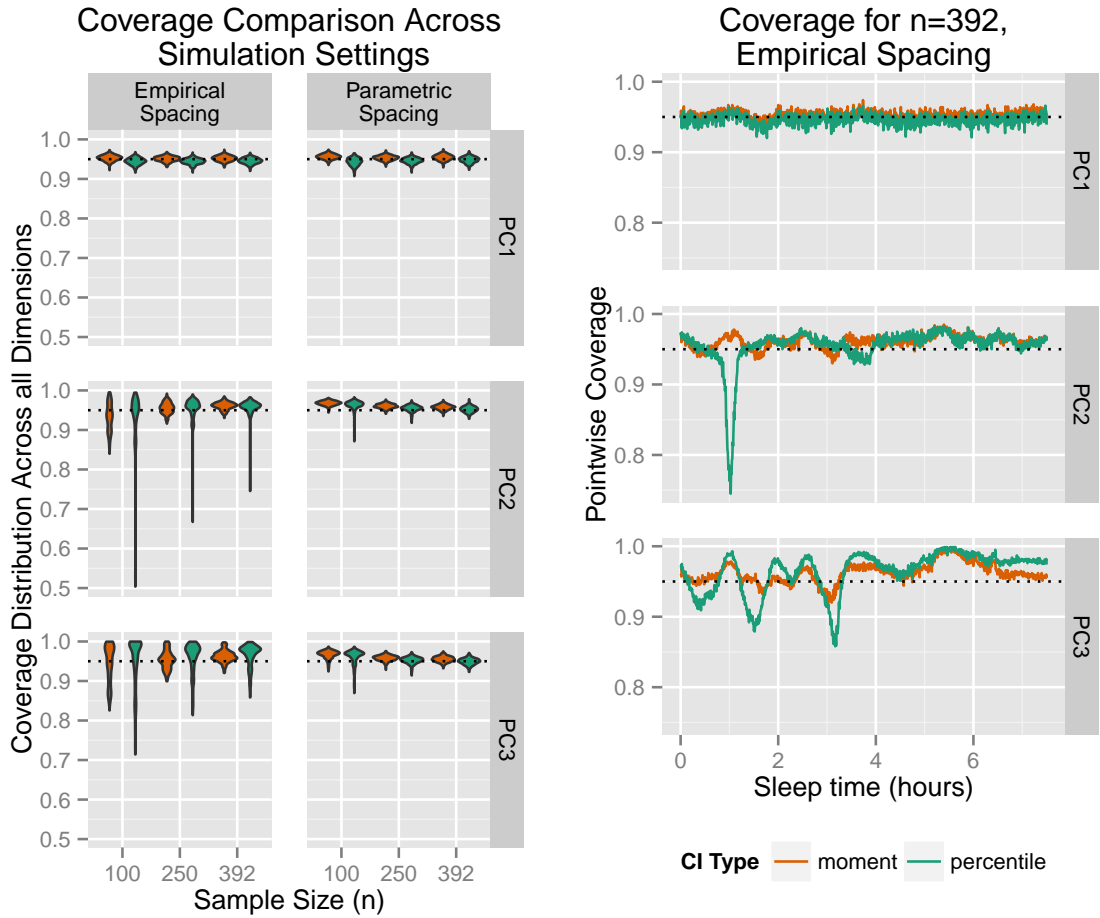 Coverage Comparison Across
Simulation Settings
Empirical
Spacing
Parametric
Spacing
Coverage Distribution Across all Dimensions
1.0
0.9
0.8
0.7
0.6
0.5
PC1
1.0
0.9
0.8
0.7
0.6
0.5
PC2
1.0
0.9
0.8
0.7
0.6
0.5
PC3
100 250 392
100 250 392
Sample Size (n)
Coverage for n=392,
Empirical Spacing
Pointwise Coverage
1.0
0.9
0.8
PC1
1.0
0.9
0.8
PC2
1.0
0.9
0.8
PC3
0 2 4 6
Sleep time (hours)
CI Type moment percentile